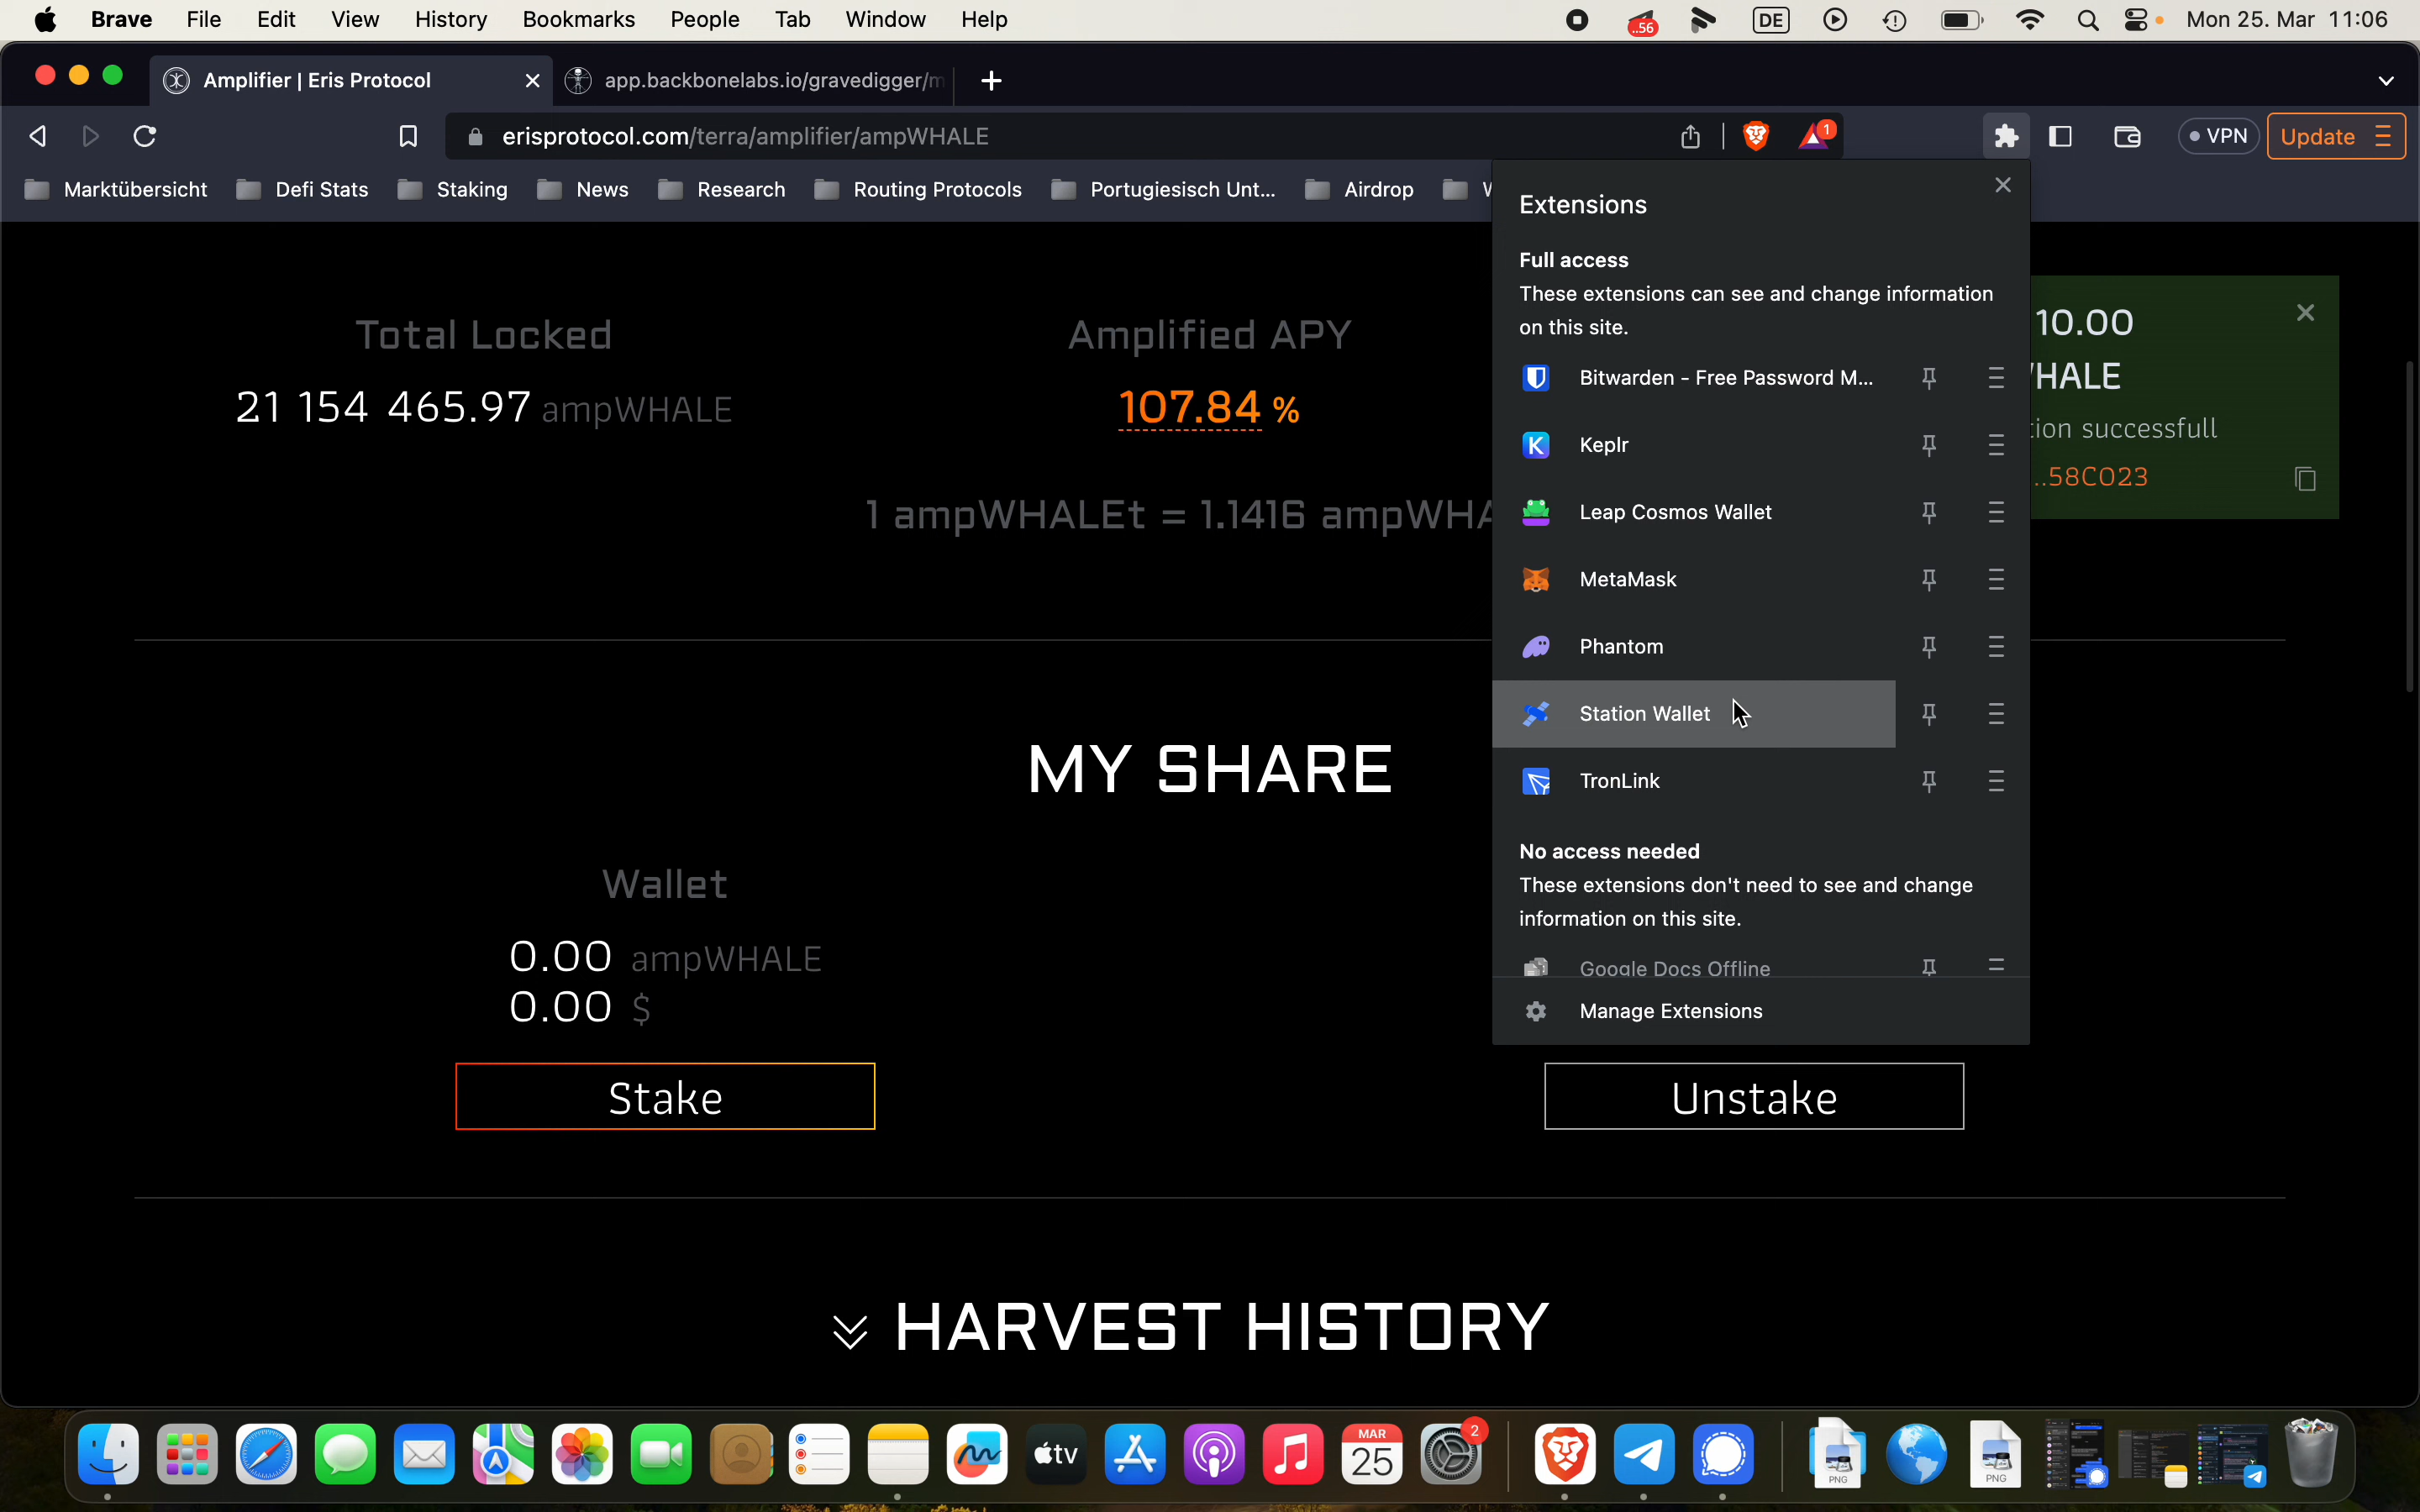 Brave File Edit View History Bookmarks People Tab Window Help
..56
DE
Mon 25. Mar 11:06
Amplifier | Eris Protocol
app.backbonelabs.io/gravedigger/m
erisprotocol.com/terra/amplifier/ampWHALE
1
VPN
Update
Marktübersicht Defi Stats Staking News Research Routing Protocols Portugiesisch Unt... Airdrop
Extensions
Full access
These extensions can see and change information
on this site.
Bitwarden - Free Password M...
Keplr
Leap Cosmos Wallet
MetaMask
Phantom
Station Wallet
TronLink
No access needed
These extensions don't need to see and change
information on this site.
Google Docs Offline
Manage Extensions
10.00
HALE
ion successfull
..58C023
Total Locked
21 154 465.97 ampWHALE
Amplified APY
107.84 %
1 ampWHALEt = 1.1416 ampWHA
MY SHARE
Wallet
0.00 ampWHALE
0.00 $
Stake
Unstake
HARVEST HISTORY
tv
MAR
25
2
PNG
PNG